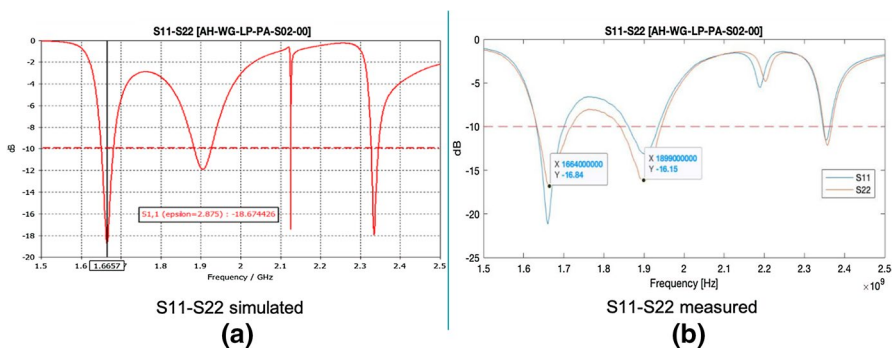 S11-S22 [AH-WG-LP-PA-S02-00]
0
-2
-4
-6
-8
-10
-12
-14
-16
-18
-20
dB
S1,1 (epsilon=2.875) : -18.674426
1.5
1.6
1.6657
1.8
1.9
2
2.1
2.2
2.3
2.4
2.5
Frequency / GHz
S11-S22 simulated
(a)
S11-S22 [AH-WG-LP-PA-S02-00]
0
-5
-10
-15
-20
-25
dB
X 1664000000
Y -16.84
X 1899000000
Y -16.15
S11
S22
1.5
1.6
1.7
1.8
1.9
2
2.1
2.2
2.3
2.4
2.5
Frequency [Hz]
×10⁹
S11-S22 measured
(b)